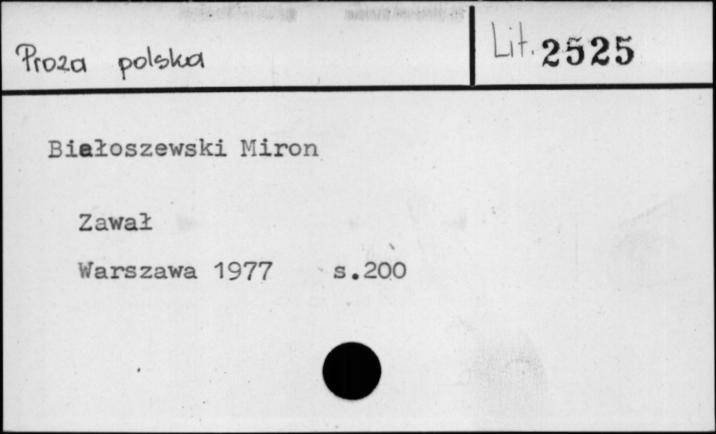 Proza polska
Lit. 2525
Białoszewski Miron
Zawał
Warszawa 1977 s.200